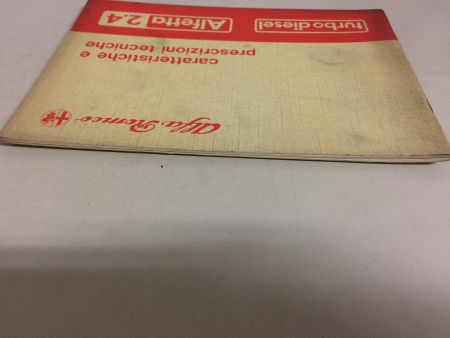 Alfa Romeo
caratteristiche e
prescrizioni tecniche
turbodiesel Alfetta 2.4